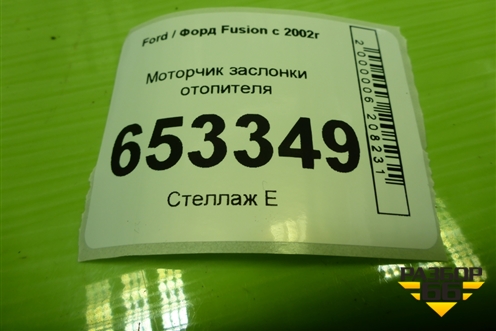 Ford / Форд Fusion с 2002г
Моторчик заслонки
отопителя
653349
Стеллаж Е
2000006208231
РАЗБОР
66